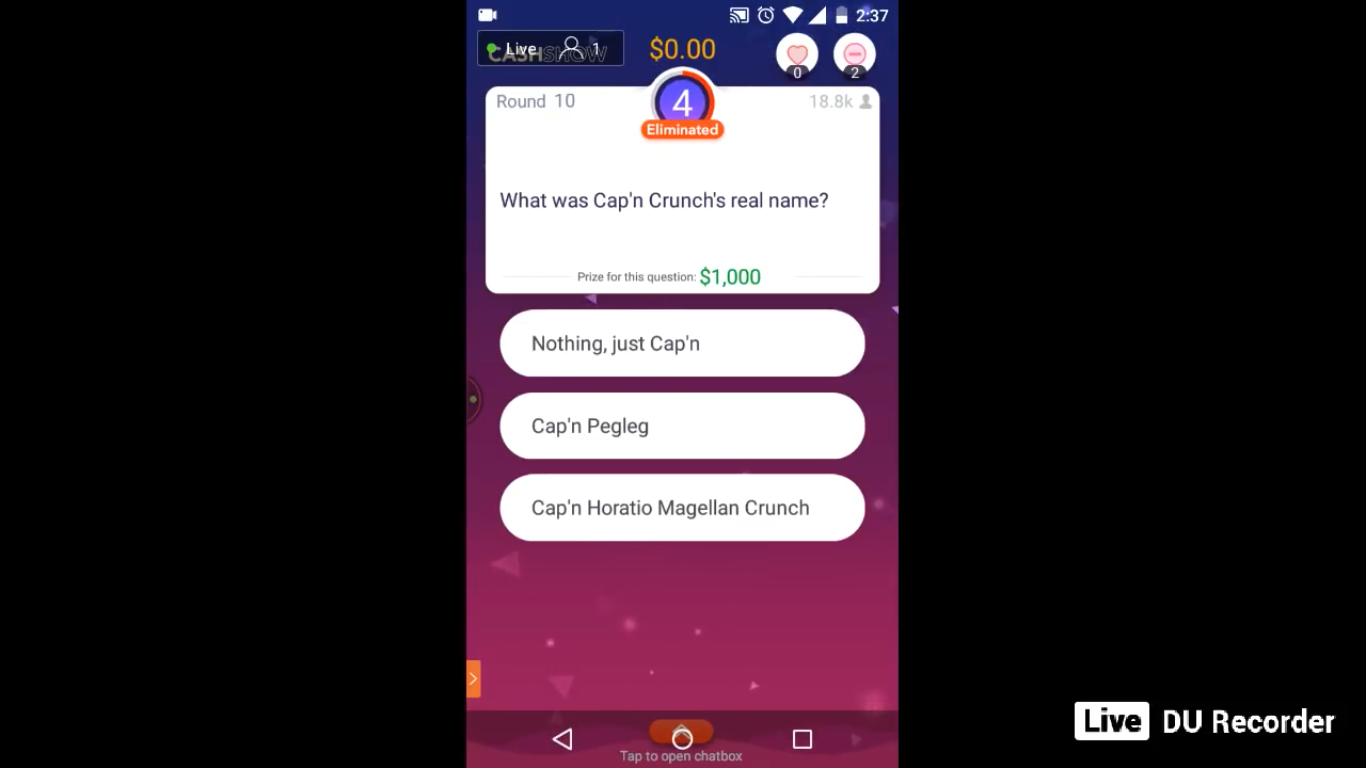 2:37
Live 1
CASHSHOW
$0.00
0
2
Round 10
4
18.8k
Eliminated
What was Cap'n Crunch's real name?
Prize for this question: $1,000
Nothing, just Cap'n
Cap'n Pegleg
Cap'n Horatio Magellan Crunch
Tap to open chatbox
Live DU Recorder